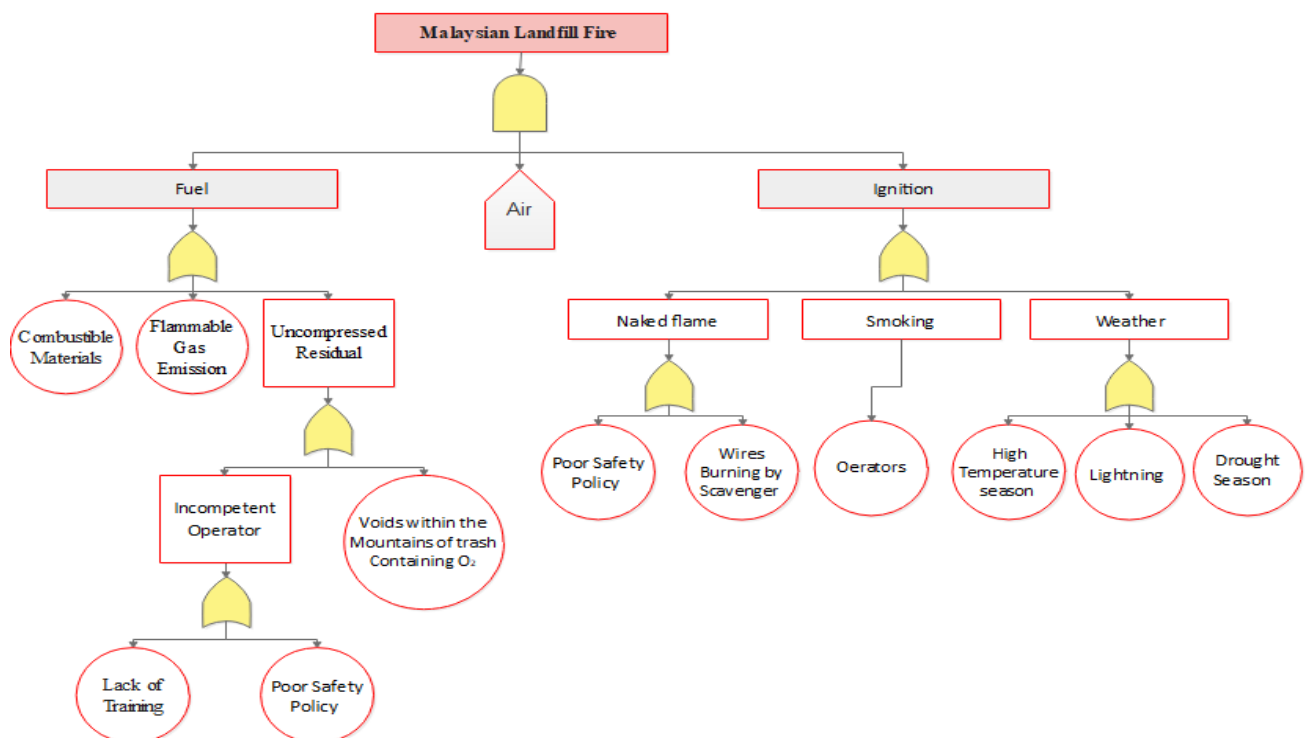 Malaysian Landfill Fire
Fuel
Air
Ignition
Combustible
Materials
Flammable
Gas
Emission
Uncompressed
Residual
Naked flame
Smoking
Weather
Poor Safety
Policy
Wires
Burning by
Scavenger
Oerators
High
Temperature
season
Lightning
Drought
Season
Incompetent
Operator
Voids within the
Mountains of trash
Containing O₂
Lack of
Training
Poor Safety
Policy